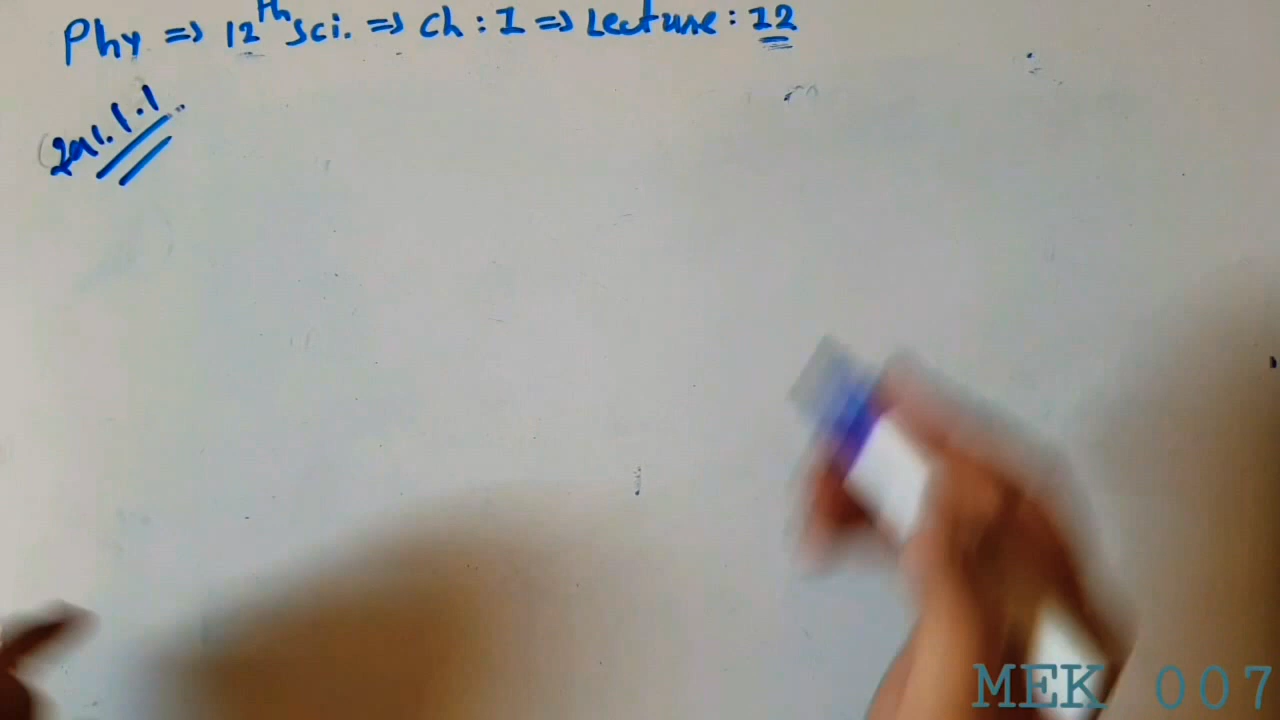 Phy => 12th sci. => ch : 1 => Lecture : 12
MEK 007